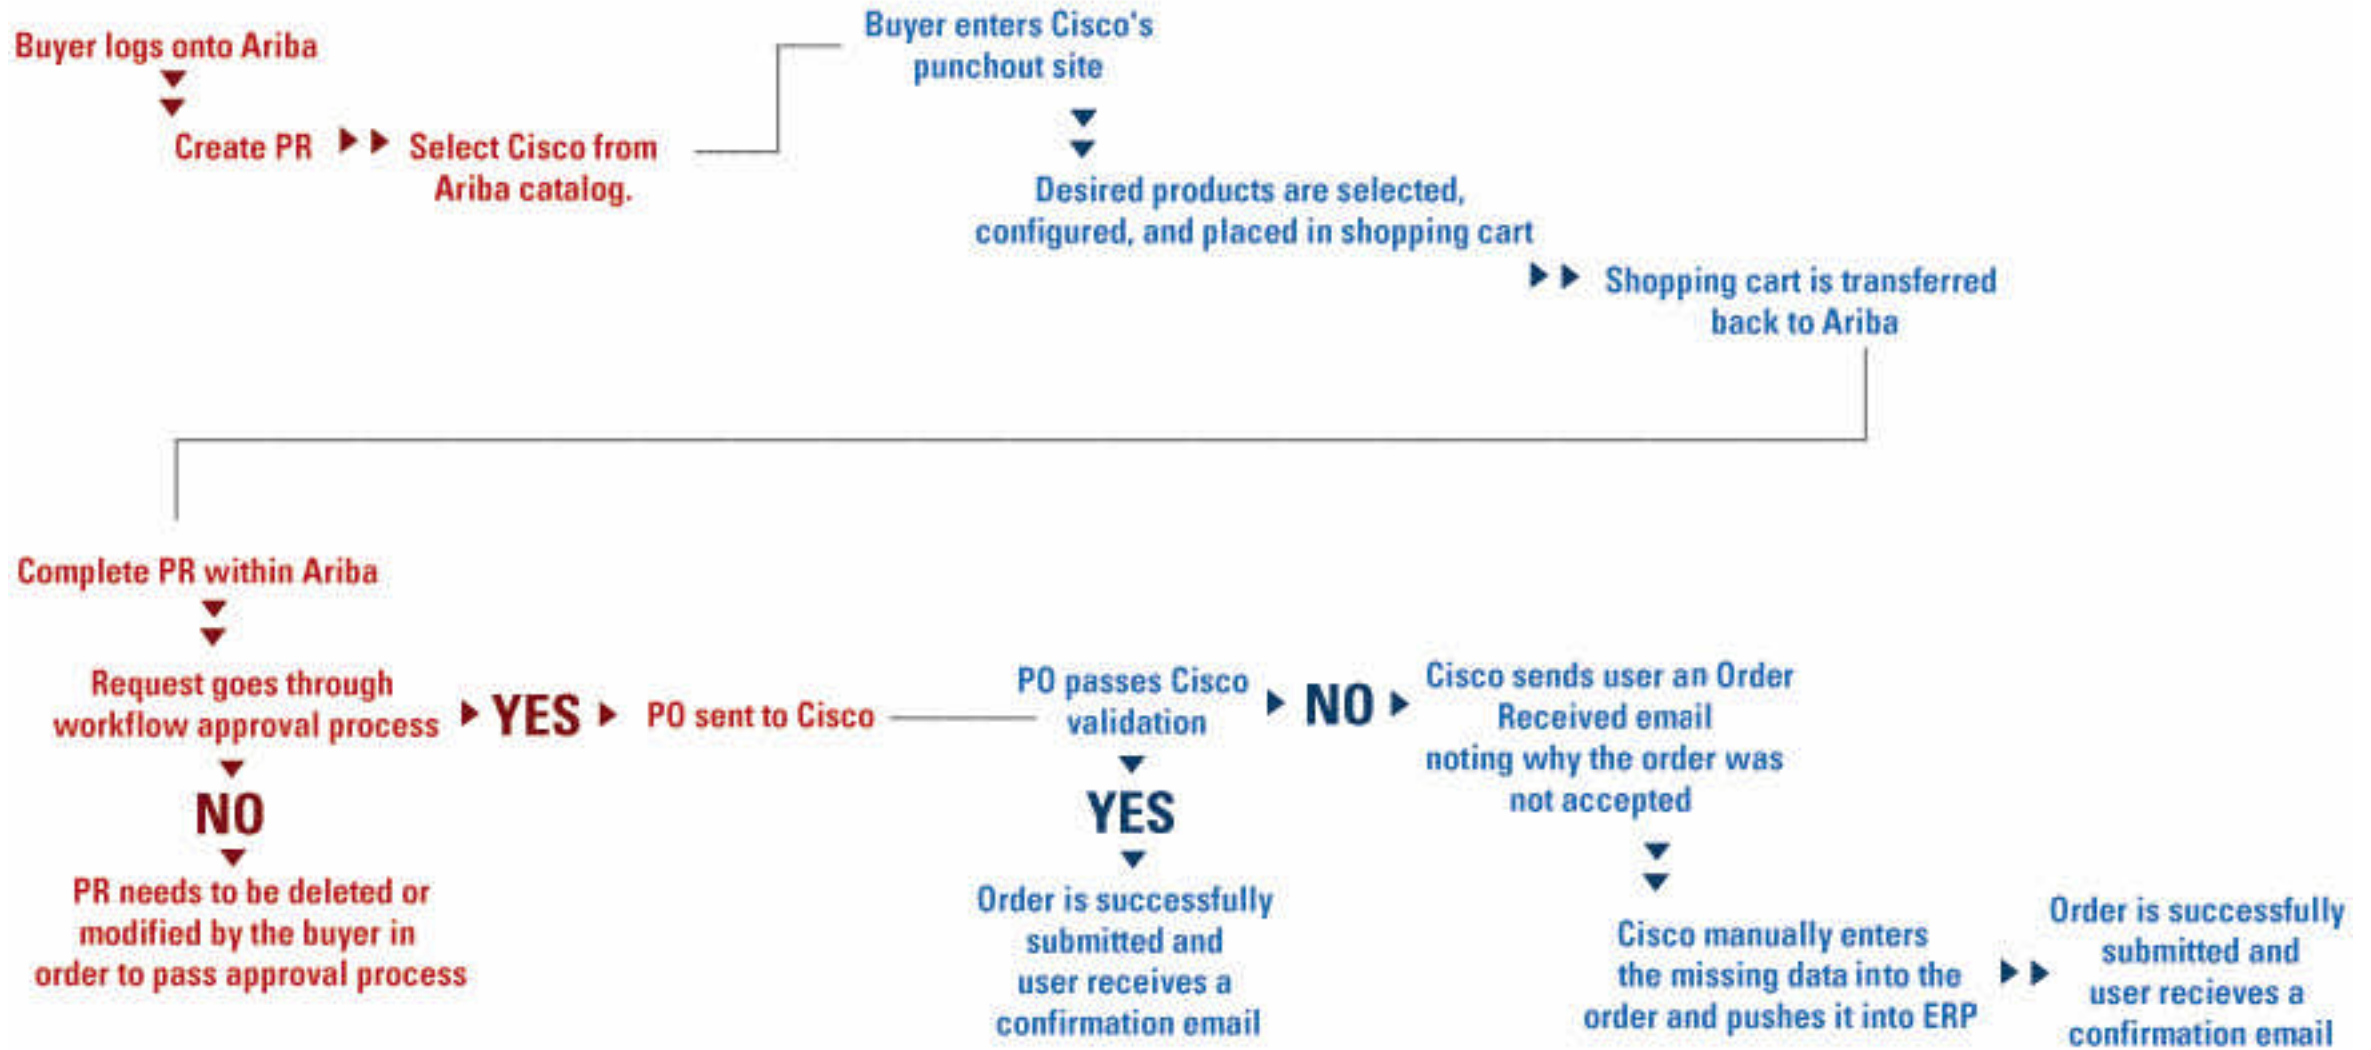 Buyer logs onto Ariba
Create PR
Select Cisco from
Ariba catalog.
Buyer enters Cisco's
punchout site
Desired products are selected,
configured, and placed in shopping cart
Shopping cart is transferred
back to Ariba
Complete PR within Ariba
Request goes through
workflow approval process
YES
PO sent to Cisco
NO
PR needs to be deleted or
modified by the buyer in
order to pass approval process
PO passes Cisco
validation
NO
Cisco sends user an Order
Received email
noting why the order was
not accepted
YES
Order is successfully
submitted and
user receives a
confirmation email
Cisco manually enters
the missing data into the
order and pushes it into ERP
Order is successfully
submitted and
user recieves a
confirmation email